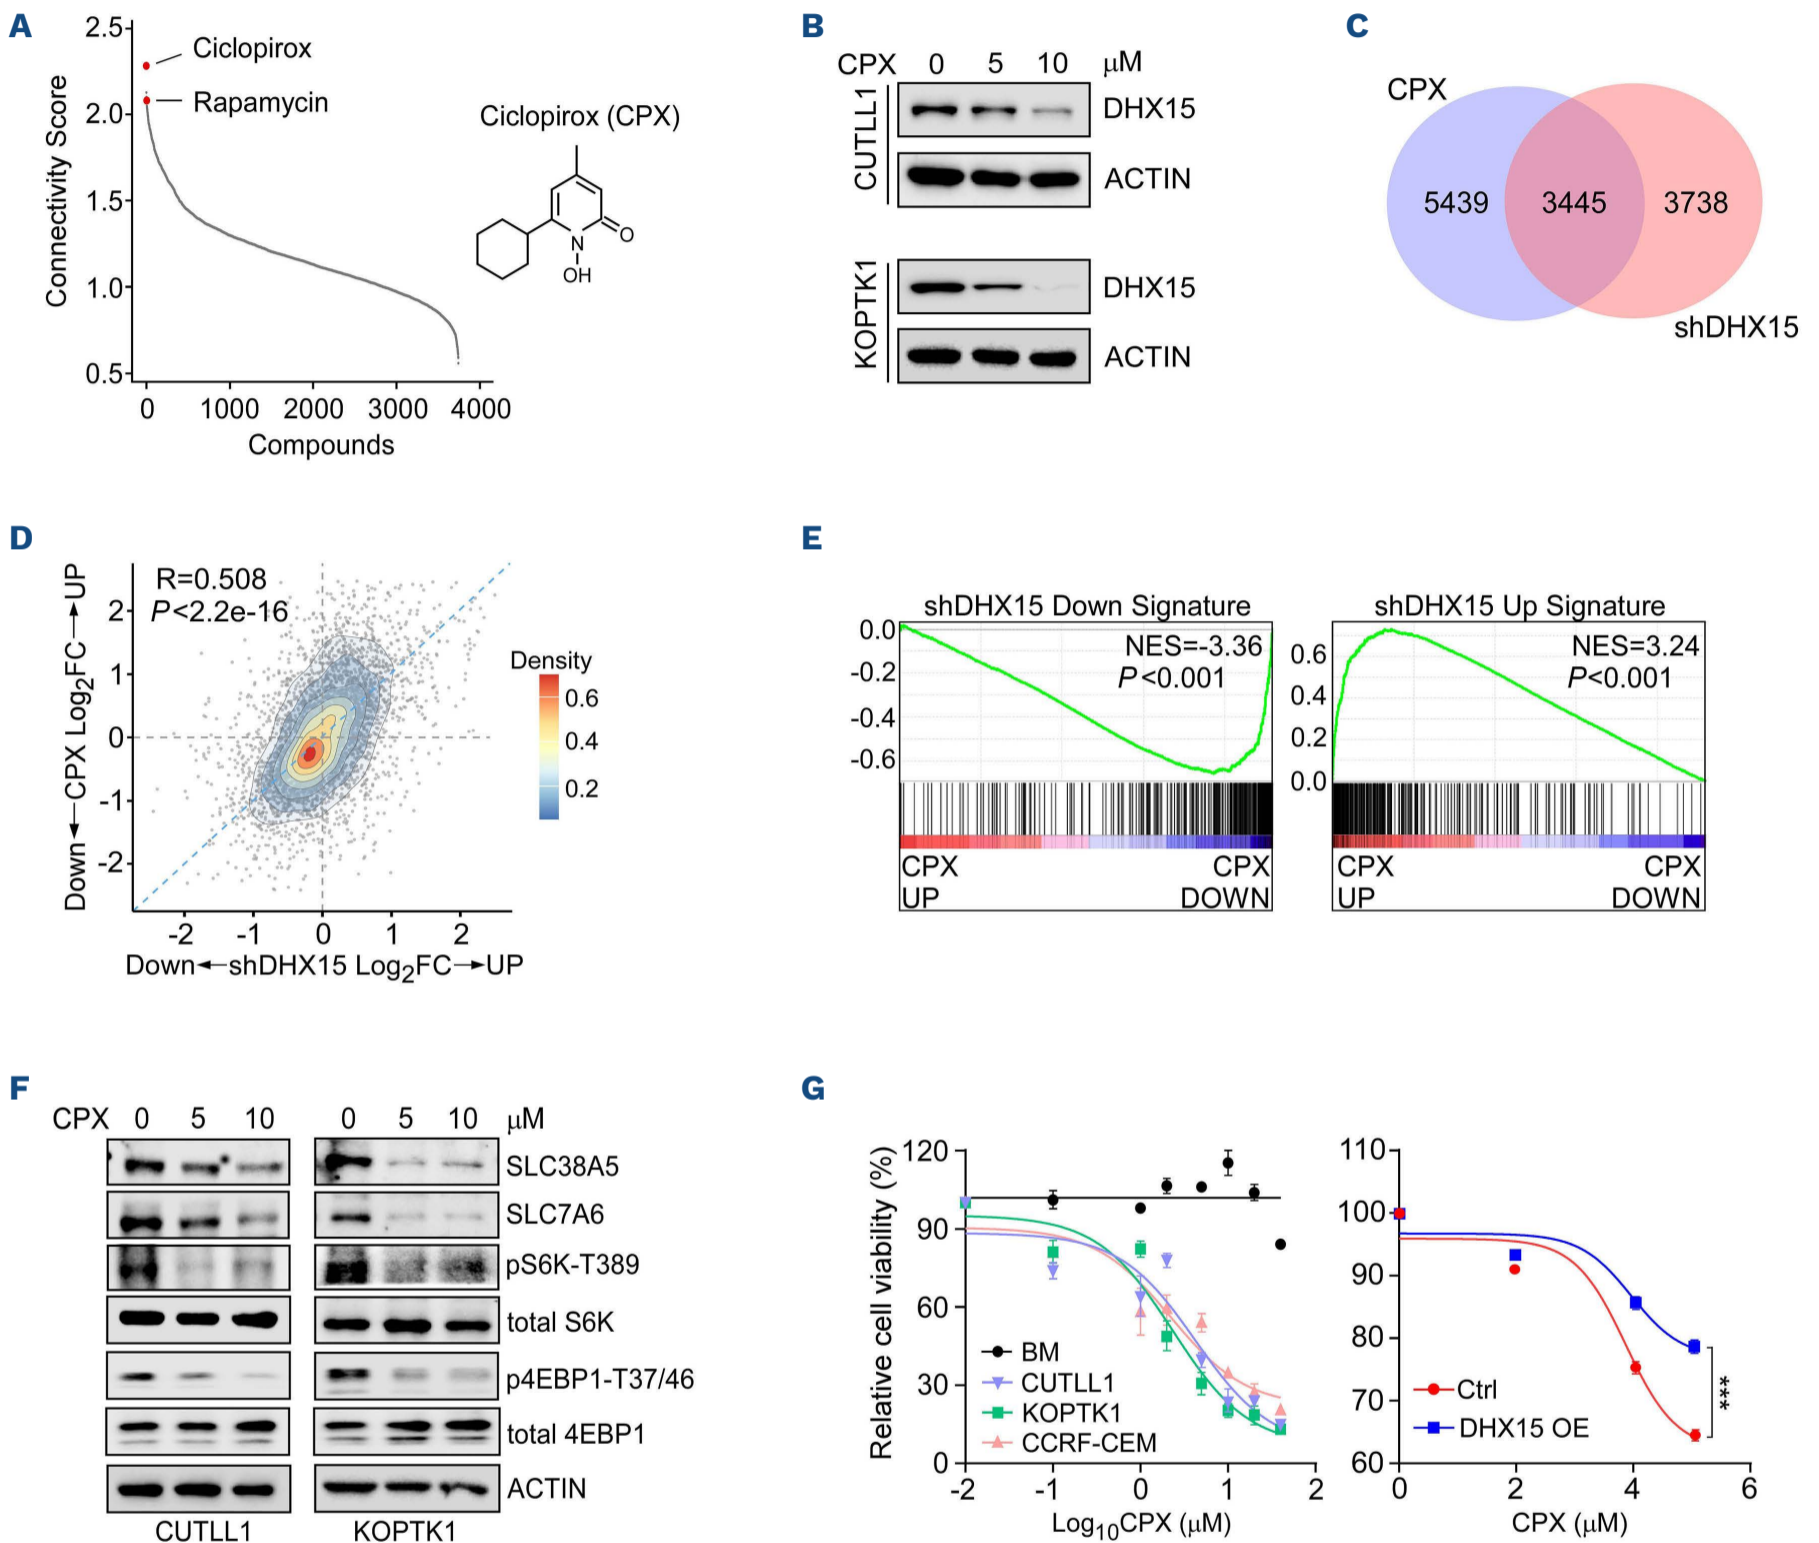 A
2.5
2.0
1.5
1.0
0.5
Connectivity Score
Ciclopirox
Rapamycin
0 1000 2000 3000 4000
Compounds
Ciclopirox (CPX)
N
O
OH
B
CPX 0 5 10 μM
CUTLL1
DHX15
ACTIN
KOPTK1
DHX15
ACTIN
C
CPX
5439 3445 3738
shDHX15
D
R=0.508
P<2.2e-16
Down←CPX Log2FC→UP
2
1
0
-1
-2
-2 -1 0 1 2
Down←shDHX15 Log2FC→UP
Density
0.6
0.4
0.2
E
shDHX15 Down Signature
NES=-3.36
P<0.001
0.0
-0.2
-0.4
-0.6
CPX CPX
UP DOWN
shDHX15 Up Signature
NES=3.24
P<0.001
0.6
0.4
0.2
0.0
CPX CPX
UP DOWN
F
CPX 0 5 10 0 5 10 μM
SLC38A5
SLC7A6
pS6K-T389
total S6K
p4EBP1-T37/46
total 4EBP1
ACTIN
CUTLL1 KOPTK1
G
Relative cell viability (%)
120
90
60
30
0
BM
CUTLL1
KOPTK1
CCRF-CEM
-2 -1 0 1 2
Log10CPX (μM)
110
100
90
80
70
60
Ctrl
DHX15 OE
***
0 2 4 6
CPX (μM)